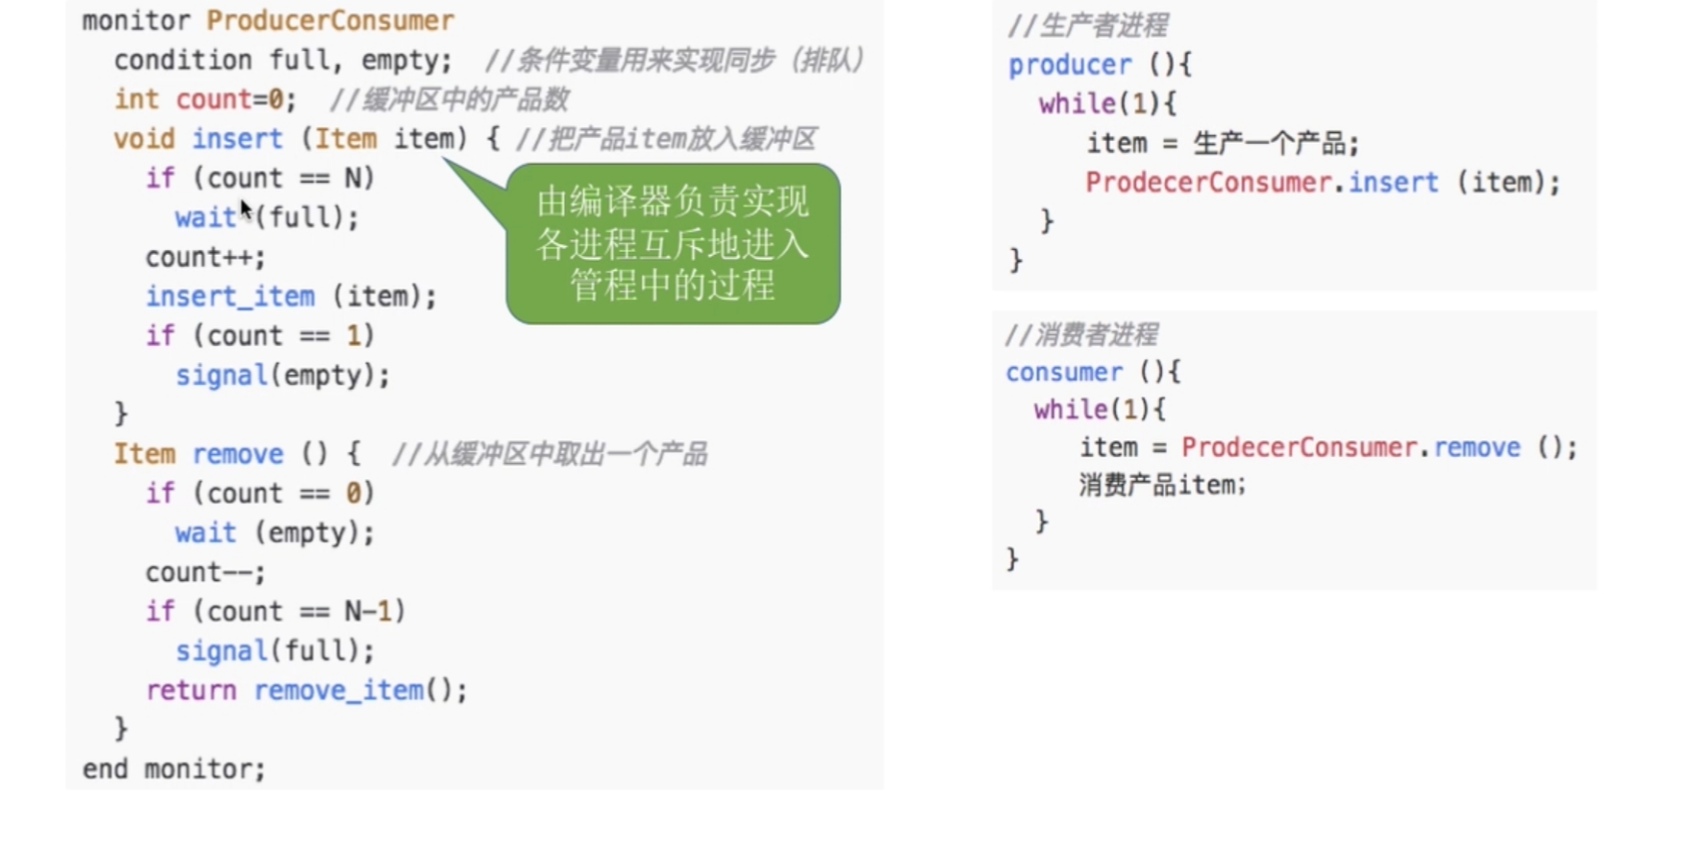 monitor ProducerConsumer
condition full, empty; //条件变量用来实现同步（排队）
int count=0; //缓冲区中的产品数
void insert (Item item) { //把产品item放入缓冲区
if (count == N)
wait (full);
count++;
insert_item (item);
if (count == 1)
signal(empty);
}
Item remove () { //从缓冲区中取出一个产品
if (count == 0)
wait (empty);
count--;
if (count == N-1)
signal(full);
return remove_item();
}
end monitor;
由编译器负责实现
各进程互斥地进入
管程中的过程
//生产者进程
producer (){
while(1){
item = 生产一个产品;
ProdecerConsumer.insert (item);
}
}
//消费者进程
consumer (){
while(1){
item = ProdecerConsumer.remove ();
消费产品item;
}
}